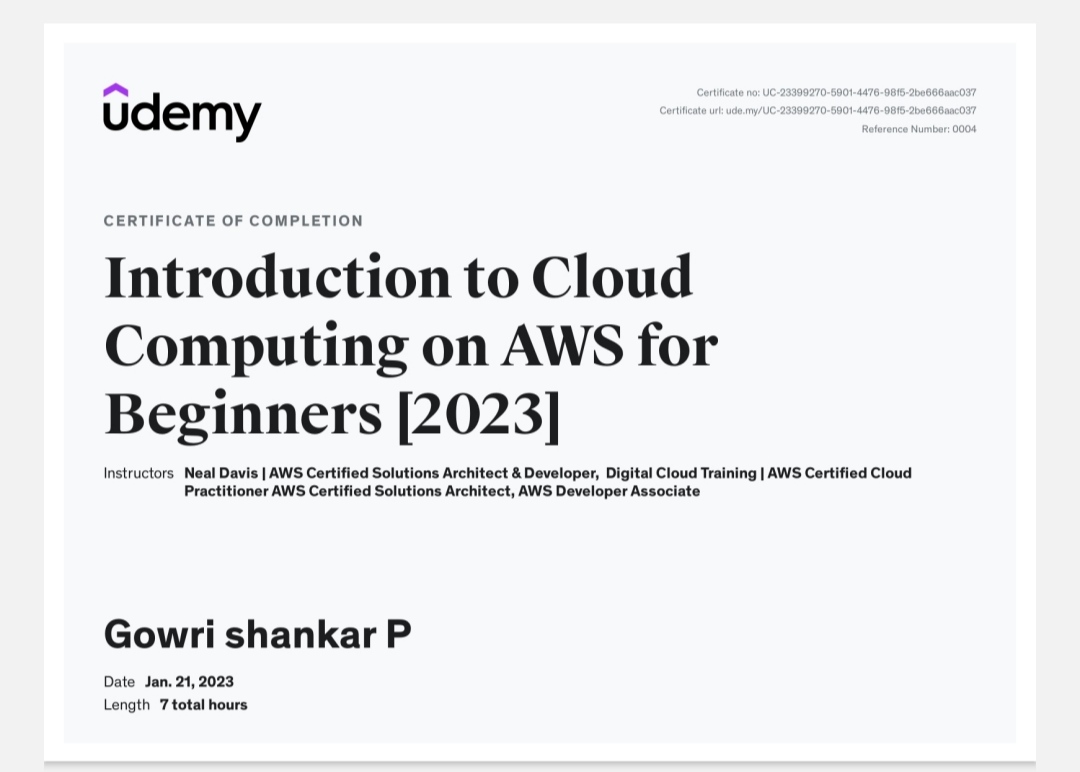 udemy
Certificate no: UC-23399270-5901-4476-98f5-2be666aac037
Certificate url: ude.my/UC-23399270-5901-4476-98f5-2be666aac037
Reference Number: 0004
CERTIFICATE OF COMPLETION
Introduction to Cloud
Computing on AWS for
Beginners [2023]
Instructors Neal Davis | AWS Certified Solutions Architect & Developer, Digital Cloud Training | AWS Certified Cloud
Practitioner AWS Certified Solutions Architect, AWS Developer Associate
Gowri shankar P
Date Jan. 21, 2023
Length 7 total hours